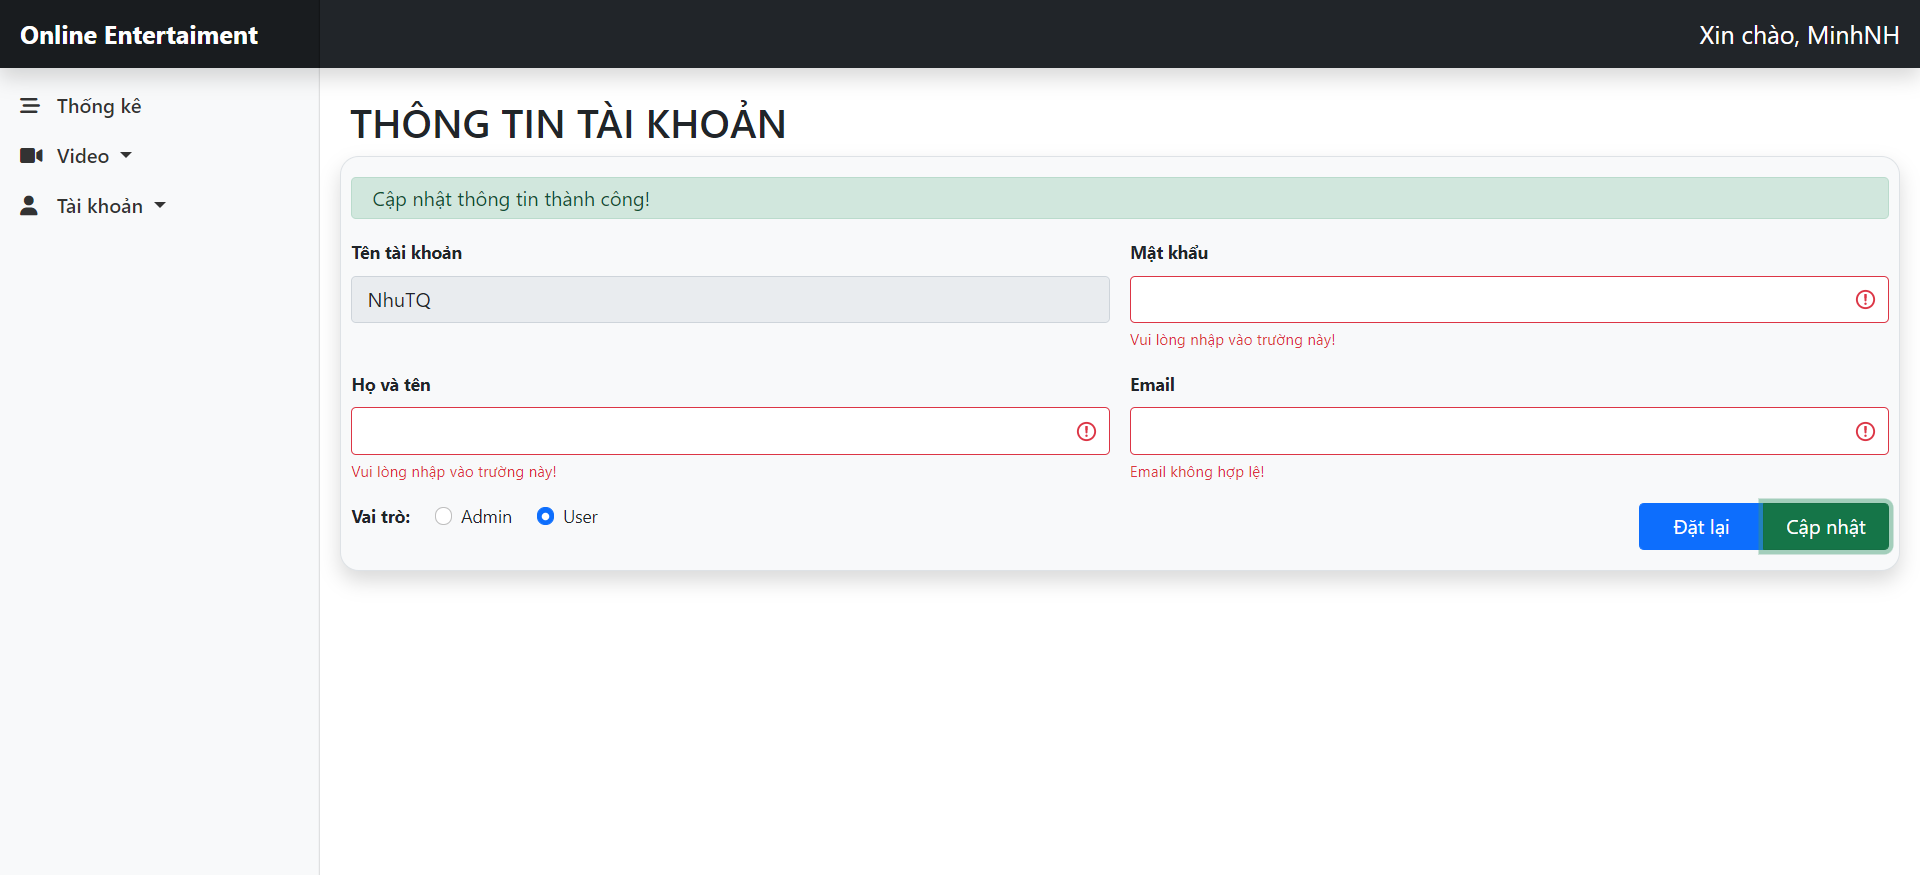 Online Entertaiment
Xin chào, MinhNH
Thống kê
Video
Tài khoản
THÔNG TIN TÀI KHOẢN
Cập nhật thông tin thành công!
Tên tài khoản
NhuTQ
Mật khẩu
Vui lòng nhập vào trường này!
Họ và tên
Vui lòng nhập vào trường này!
Email
Email không hợp lệ!
Vai trò: Admin User
Đặt lại
Cập nhật